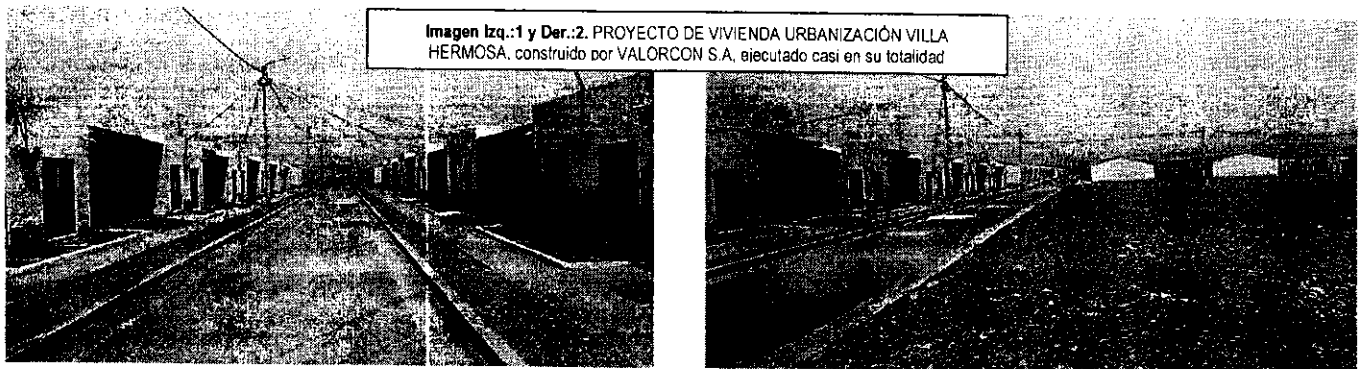 Imagen Izq.:1 y Der.:2. PROYECTO DE VIVIENDA URBANIZACIÓN VILLA
HERMOSA, construido por VALORCON S.A, ejecutado casi en su totalidad